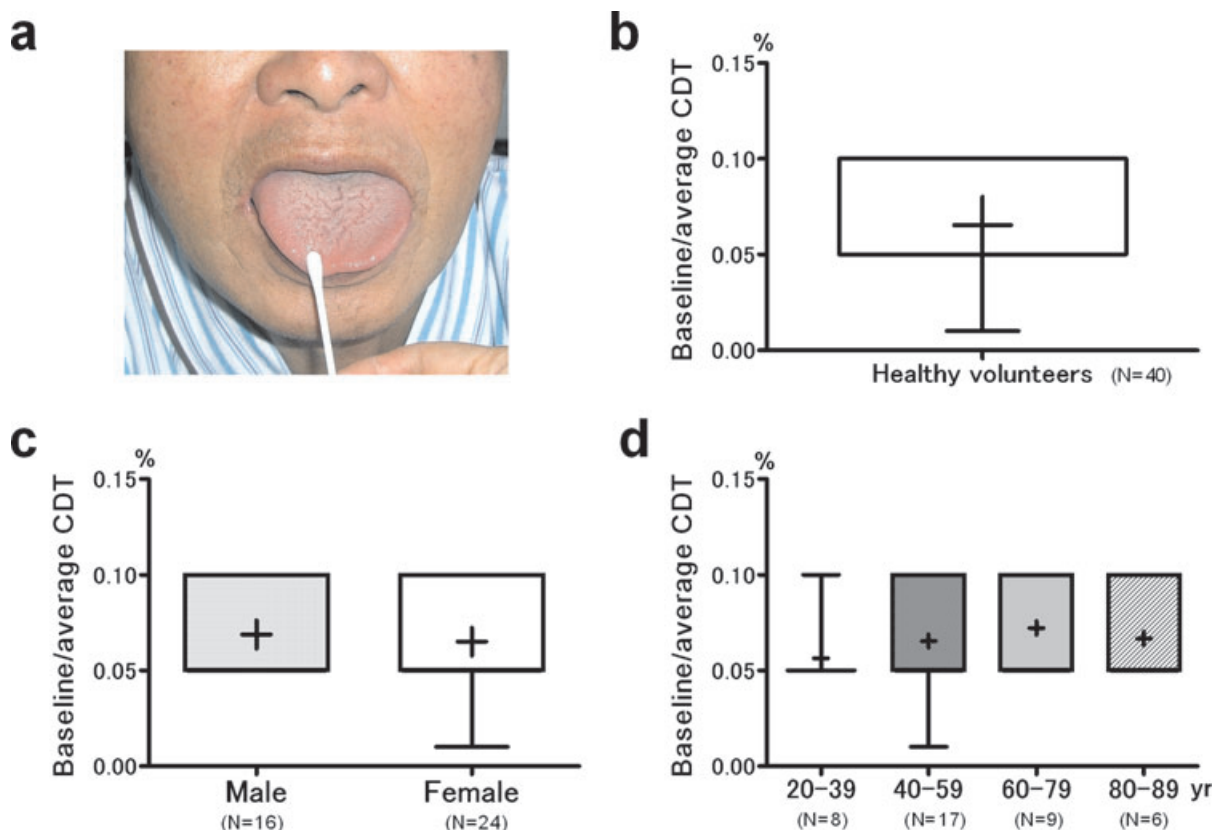 a
b
%
Baseline/average CDT
0.15
0.10
0.05
0.00
Healthy volunteers (N=40)
c
%
Baseline/average CDT
0.15
0.10
0.05
0.00
Male
Female
(N=16)
(N=24)
d
%
Baseline/average CDT
0.15
0.10
0.05
0.00
20-39 40-59 60-79 80-89 yr
(N=8) (N=17) (N=9) (N=6)